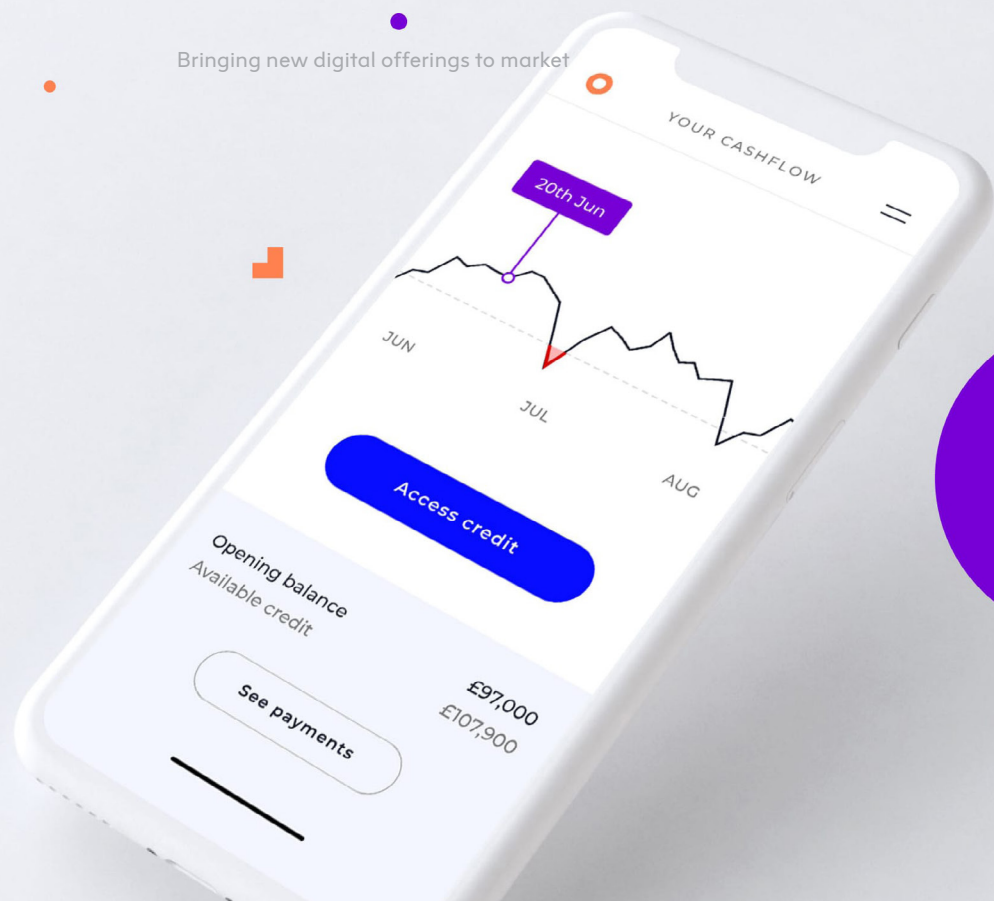 Bringing new digital offerings to market
YOUR CASHFLOW
20th Jun
JUN
JUL
AUG
Access credit
Opening balance
£97,000
Available credit
£107,900
See payments